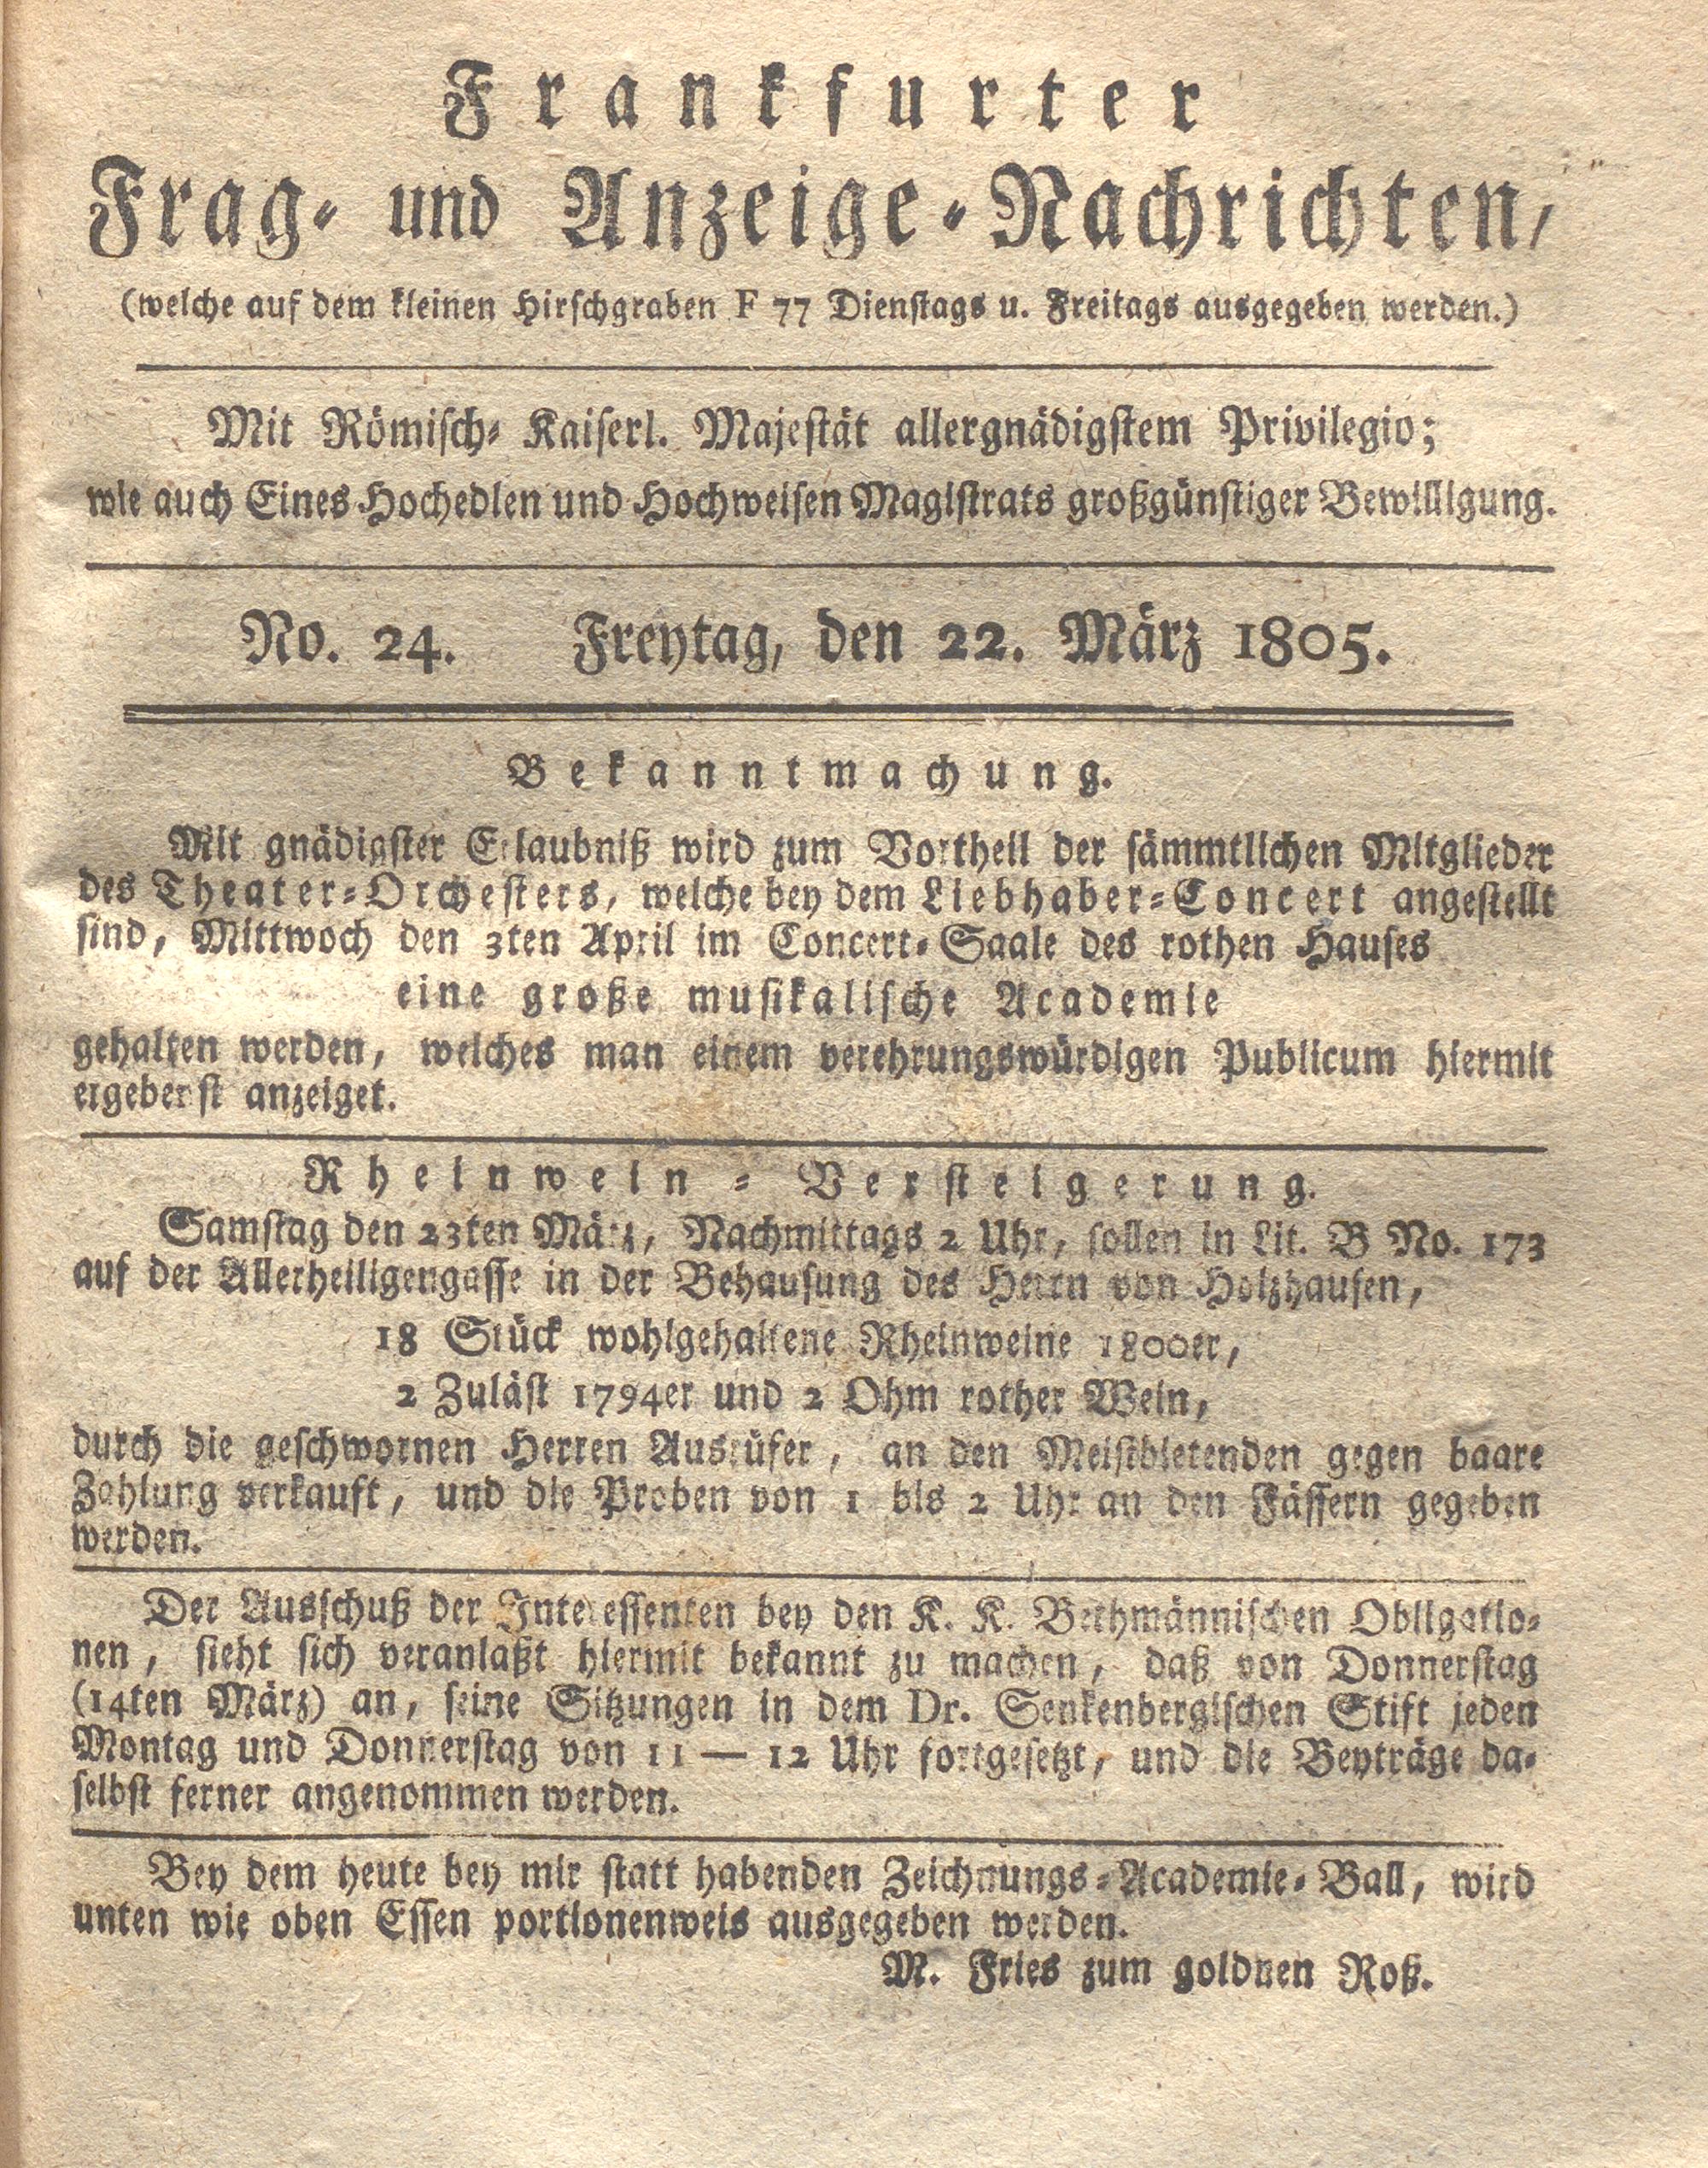 Frankfurter
Frag- und Anzeige-Nachrichten,
(welche auf dem kleinen Hirschgraben F 77 Dienstags u. Freitags ausgegeben werden.)
Mit Römisch-Kaiserl. Majestät allergnädigstem Privilegio;
wie auch Eines Hochedlen und Hochweisen Magistrats großgünstiger Bewilligung.
No. 24. Freytag, den 22. März 1805.
Bekanntmachung.
Mit gnädigster Erlaubniß wird zum Vortheil der sämmtlichen Mitglieder
des Theater-Orchesters, welche bey dem Liebhaber-Concert angestellt
sind, Mittwoch den 3ten April im Concert-Saale des rothen Hauses
eine große musikalische Academie
gehalten werden, welches man einem verehrungswürdigen Publicum hiermit
ergebenst anzeiget.
Rheinwein-Versteigerung.
Samstag den 23ten März, Nachmittags 2 Uhr, sollen in Lit. B No. 173
auf der Allerheiligengasse in der Behausung des Herrn von Holzhausen,
18 Stück wohlgehaltene Rheinweine 1800er,
2 Zuläst 1794er und 2 Ohm rother Wein,
durch die geschwornen Herren Ausrüfer, an den Meistbietenden gegen baare
Zahlung verkauft, und die Proben von 1 bis 2 Uhr an den Fässern gegeben
werden.
Der Ausschuß der Interessenten bey den K. K. Bethmännischen Obligatio-
nen, sieht sich veranlaßt hiermit bekannt zu machen, daß von Donnerstag
(14ten März) an, seine Sitzungen in dem Dr. Senkenbergischen Stift jeden
Montag und Donnerstag von 11 — 12 Uhr fortgesetzt, und die Beyträge da-
selbst ferner angenommen werden.
Bey dem heute bey mir statt habenden Zeichnungs-Academie-Ball, wird
unten wie oben Essen portionenweis ausgegeben werden.
M. Fries zum goldnen Roß.